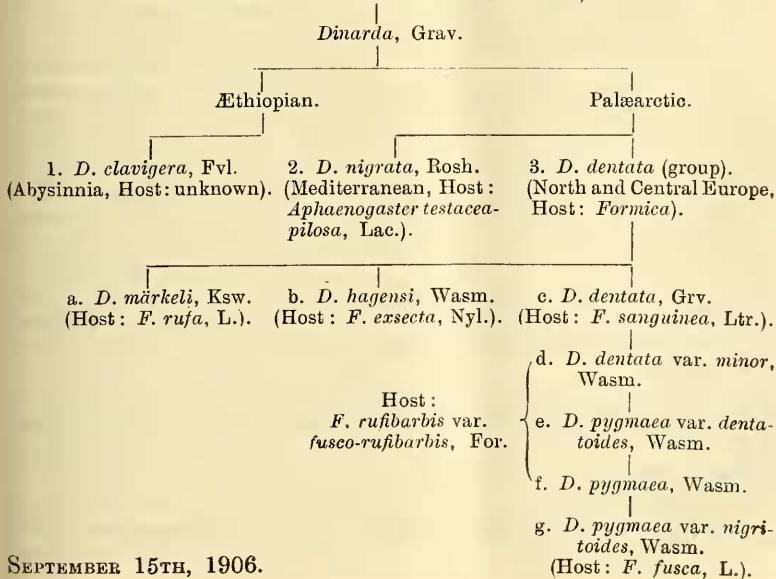 Dinarda, Grav.
Æthiopian. Palæarctic.
1. D. clavigera, Fvl. 2. D. nigrata, Rosh. 3. D. dentata (group).
(Abysinnia, Host: unknown). (Mediterranean, Host: (North and Central Europe,
Aphaenogaster testacea- Host: Formica).
pilosa, Luc.).
a. D. märkeli, Ksw. b. D. hagensi, Wasm. c. D. dentata, Grv.
(Host: F. rufa, L.). (Host: F. exsecta, Nyl.). (Host: F. sanguinea, Ltr.).
d. D. dentata var. minor,
Wasm.
Host:
F. rufibarbis var. e. D. pygmaea var. denta-
fusco-rufibarbis, For. toides, Wasm.
f. D. pygmaea, Wasm.
g. D. pygmaea var. nigri-
toides, Wasm.
September 15th, 1906. (Host: F. fusca, L.).